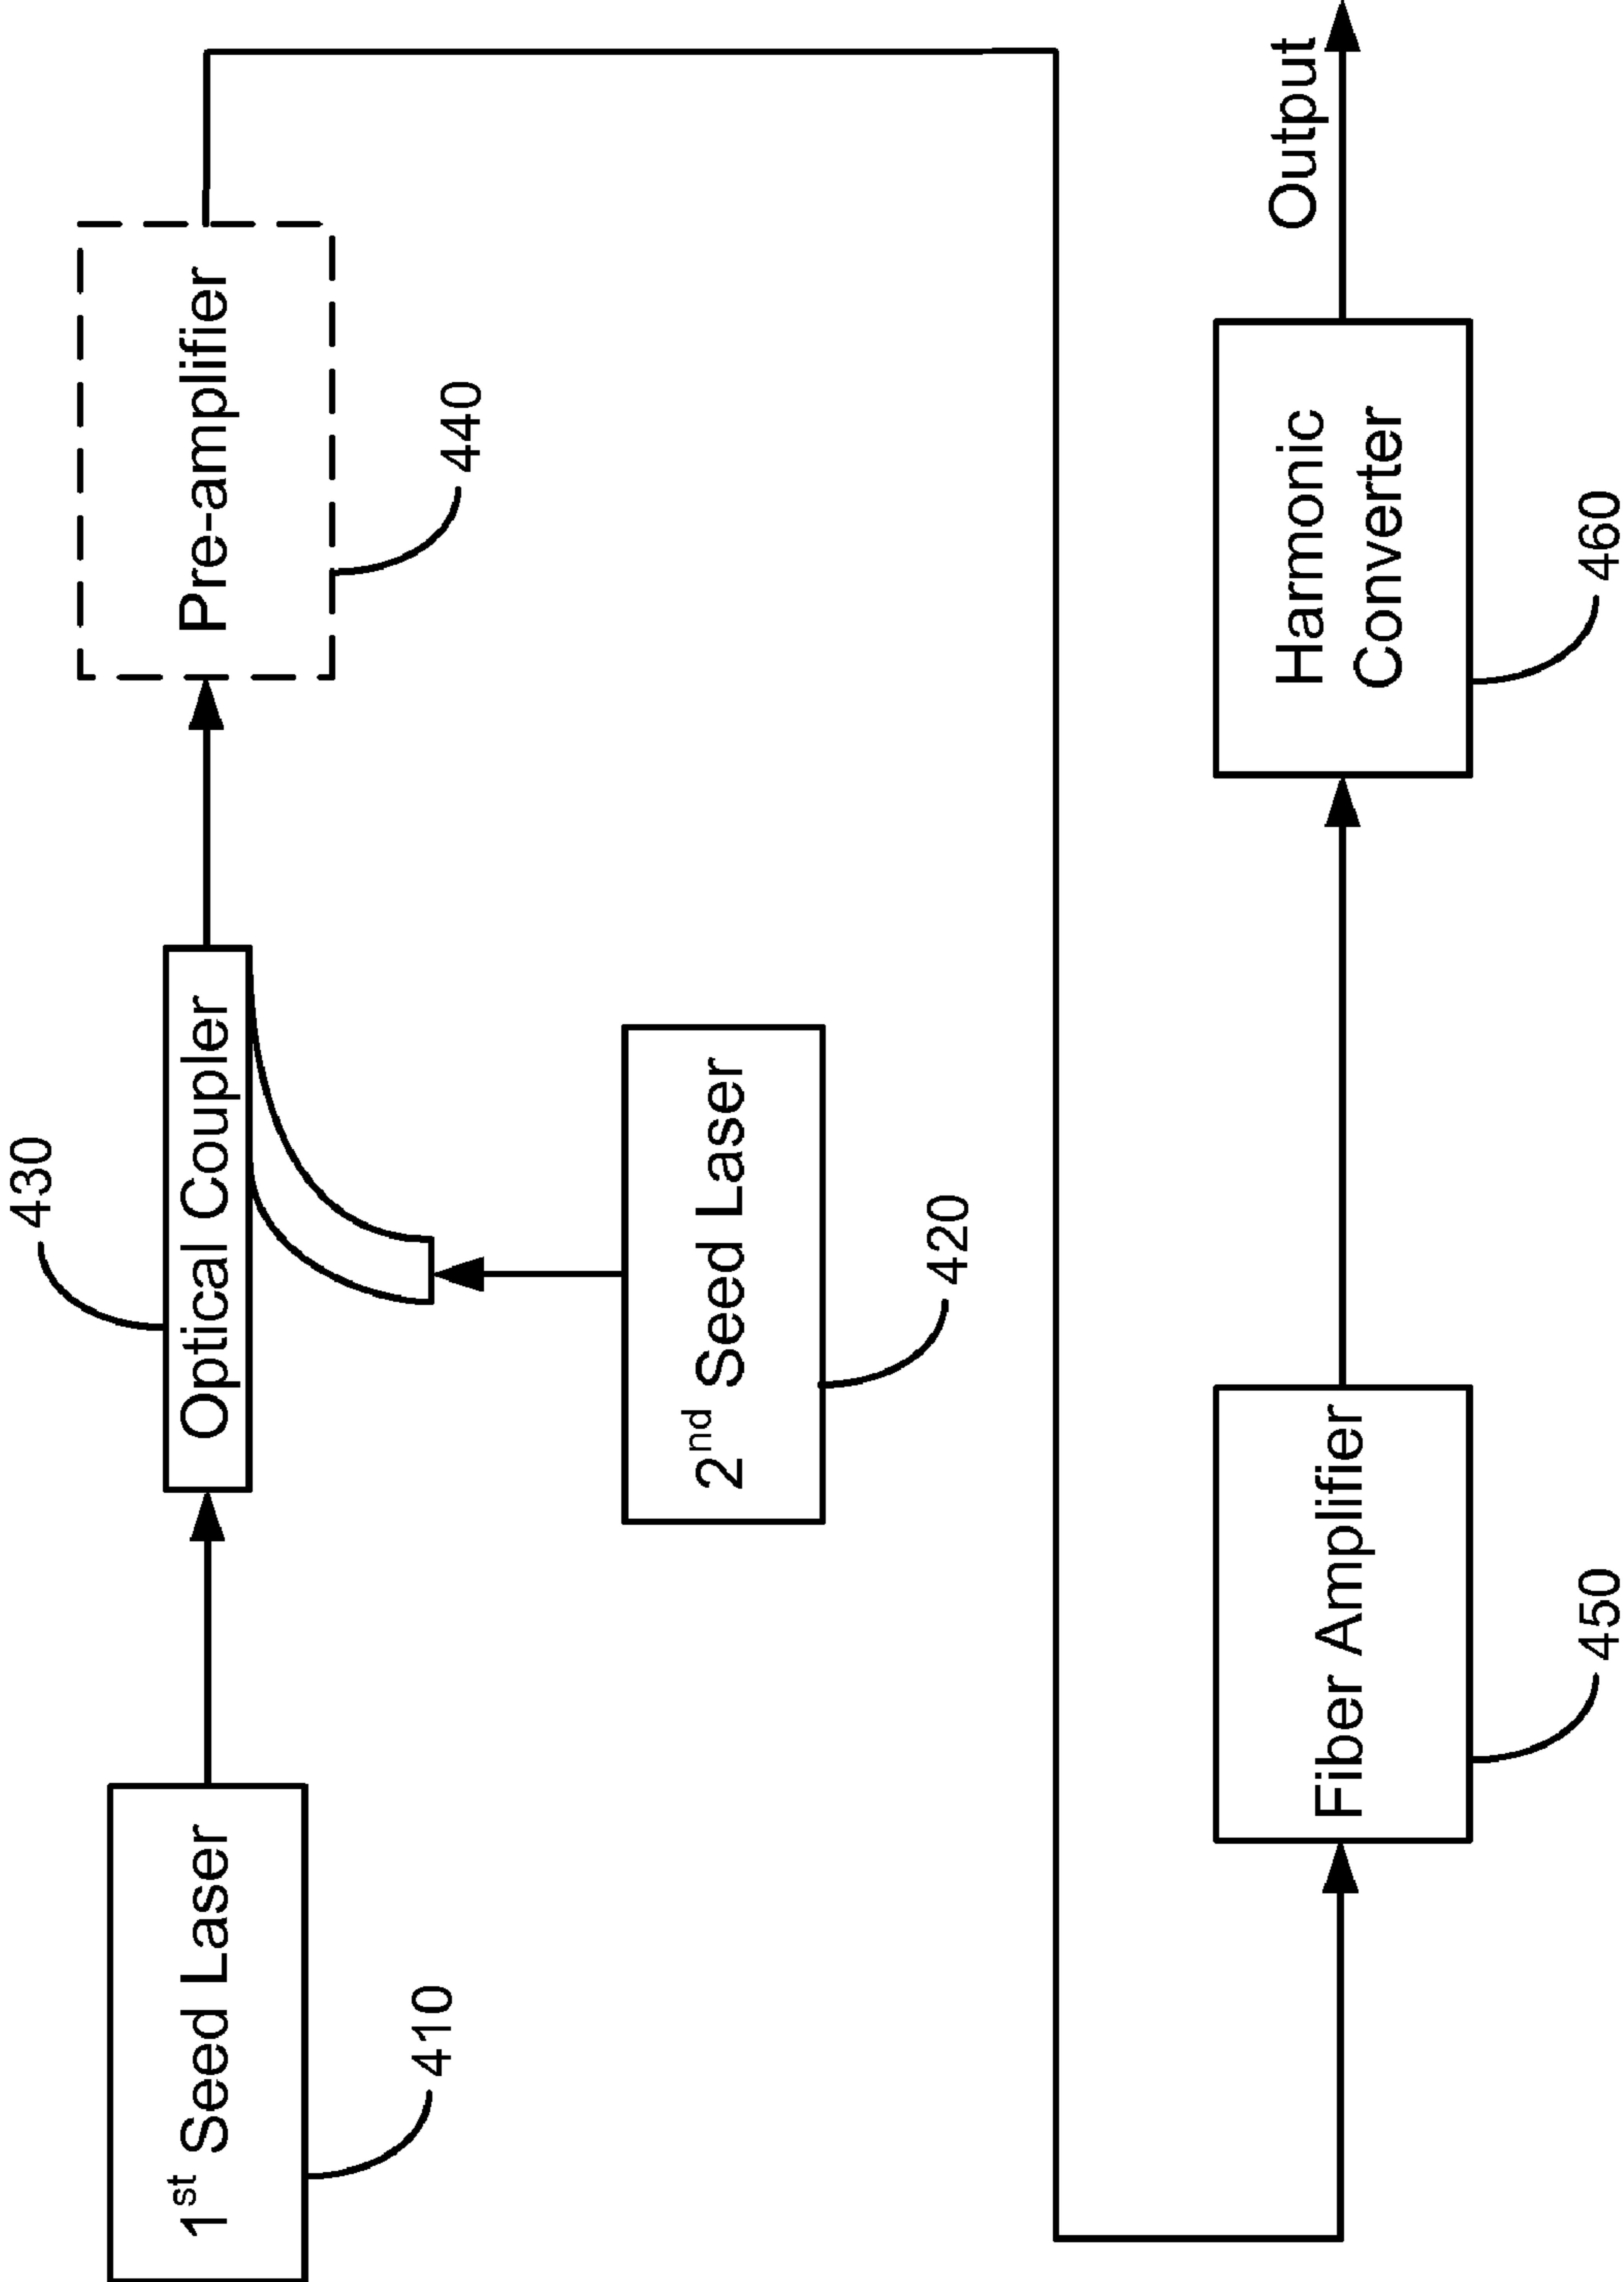 430
1st Seed Laser
Optical Coupler
Pre-amplifier
410
440
2nd Seed Laser
420
Output
Fiber Amplifier
Harmonic
Converter
450
460